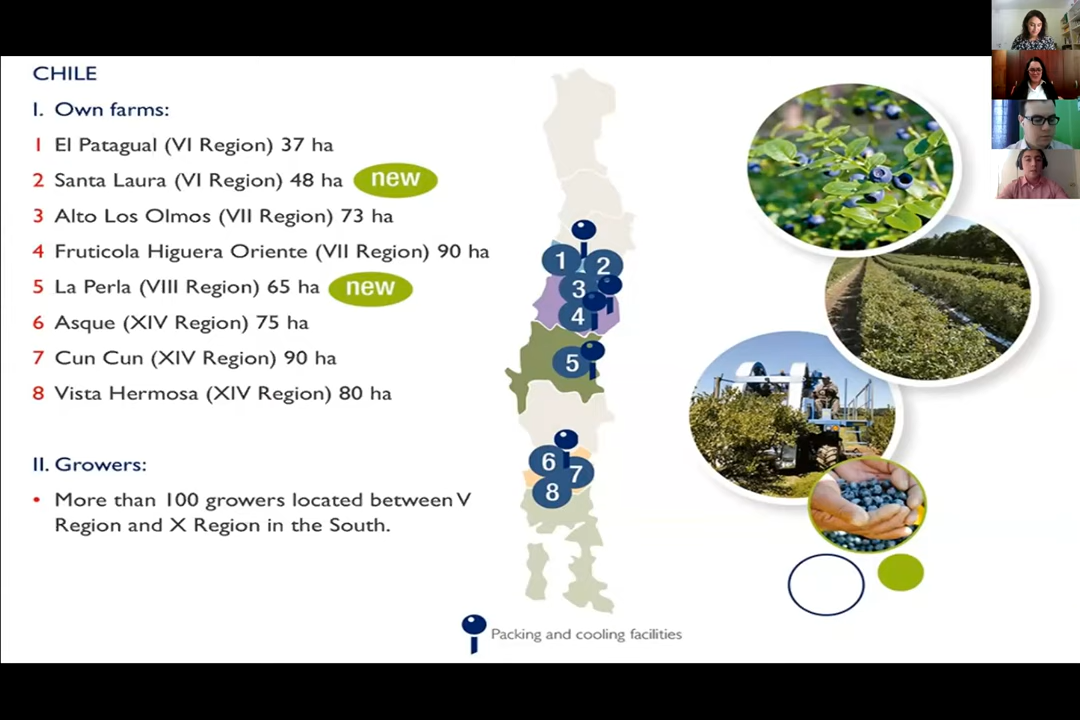 CHILE
I. Own farms:
1 El Patagual (VI Region) 37 ha
2 Santa Laura (VI Region) 48 ha new
3 Alto Los Olmos (VII Region) 73 ha
4 Fruticola Higuera Oriente (VII Region) 90 ha
5 La Perla (VIII Region) 65 ha new
6 Asque (XIV Region) 75 ha
7 Cun Cun (XIV Region) 90 ha
8 Vista Hermosa (XIV Region) 80 ha
II. Growers:
• More than 100 growers located between V
Region and X Region in the South.
1 2
3
4
5
6
7
8
Packing and cooling facilities